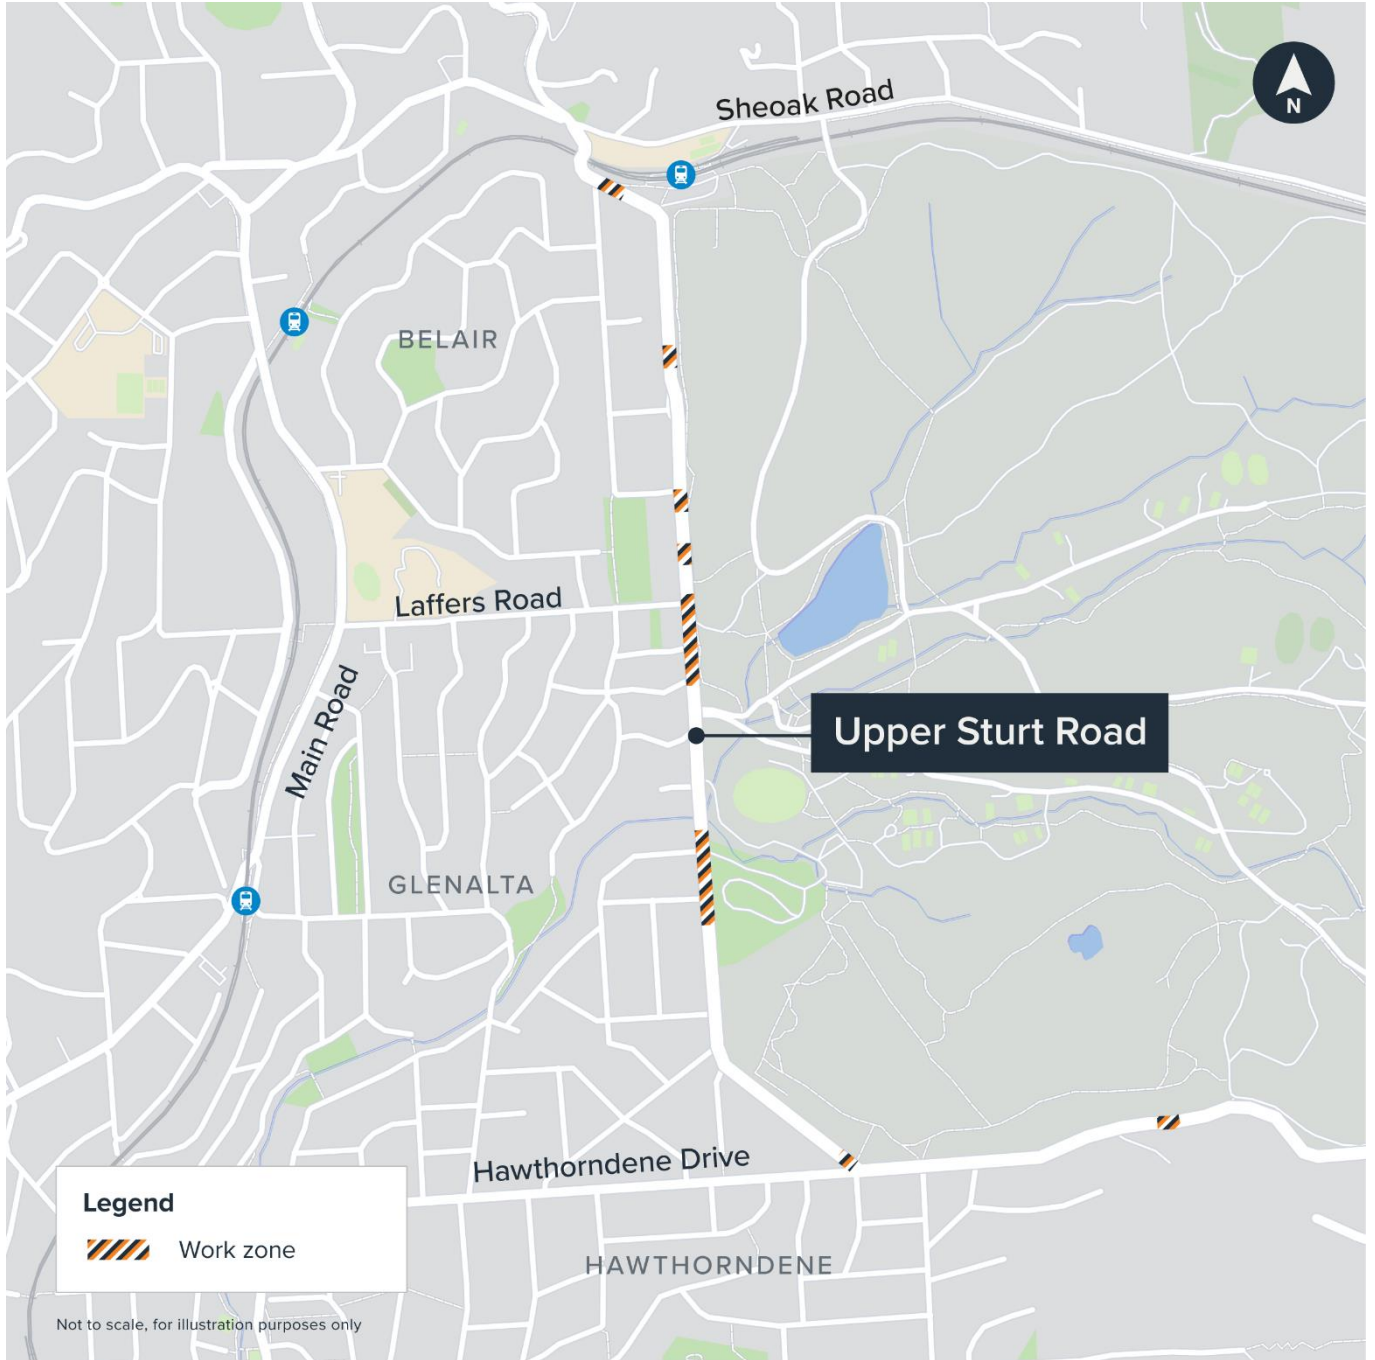 Sheoak Road
N
BELAIR
Laffers Road
Main Road
Upper Sturt Road
GLENALTA
Hawthorndene Drive
Legend
Work zone
HAWTHORNDENE
Not to scale, for illustration purposes only